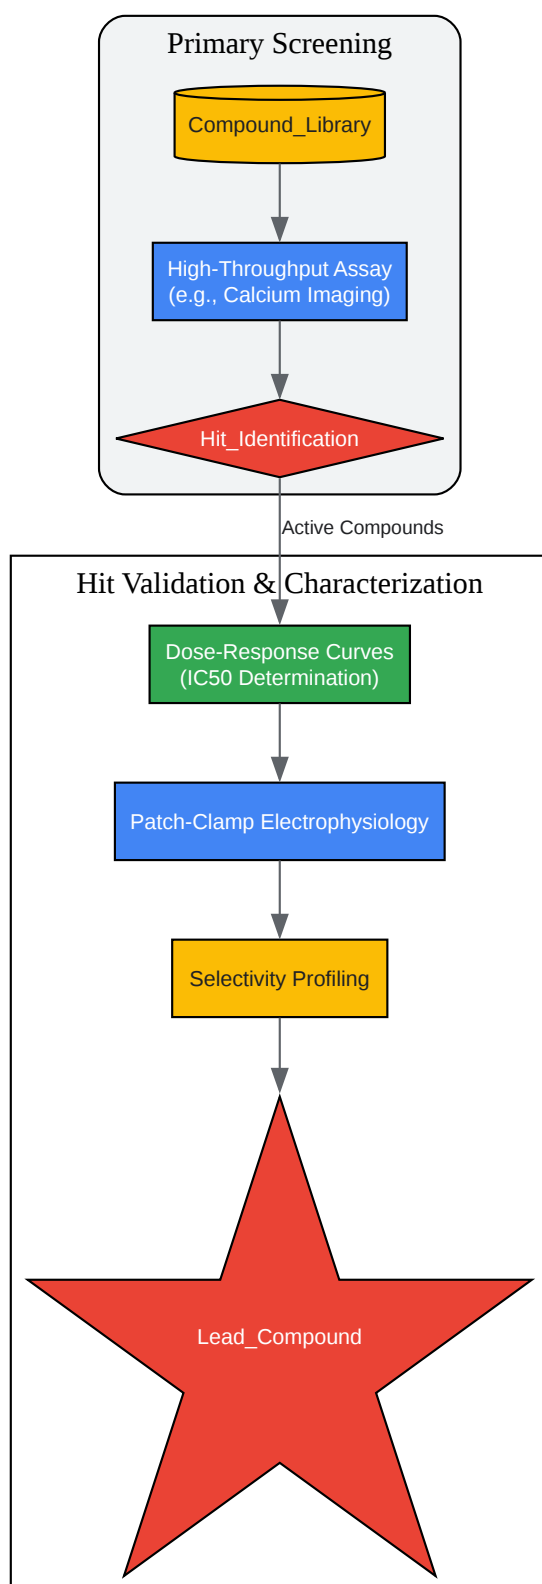 Primary Screening
Compound_Library
High-Throughput Assay
(e.g., Calcium Imaging)
Hit_Identification
Active Compounds
Hit Validation & Characterization
Dose-Response Curves
(IC50 Determination)
Patch-Clamp Electrophysiology
Selectivity Profiling
Lead_Compound